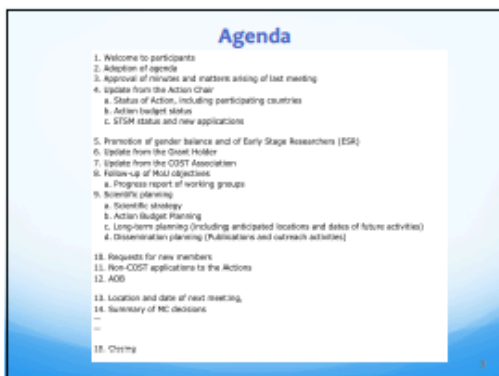 Agenda
1. Welcome to participants
2. Adoption of agenda
3. Approval of minutes and matters arising of last meeting
4. Update from the Action Chair
a. Status of Action, including participating countries
b. Action budget status
c. STSM status and new applications
5. Promotion of gender balance and of Early Stage Researchers (ESR)
6. Update from the Grant Holder
7. Update from the COST Association
8. Follow-up of MoU objectives
a. Progress report of working groups
9. Scientific planning
a. Scientific strategy
b. Action Budget Planning
c. Long-term planning (including anticipated locations and dates of future activities)
d. Dissemination planning (Publications and outreach activities)
10. Requests for new members
11. Non-COST applications to the Actions
12. AOB
13. Location and date of next meeting,
14. Summary of MC decisions
...
...
18. Closing
3